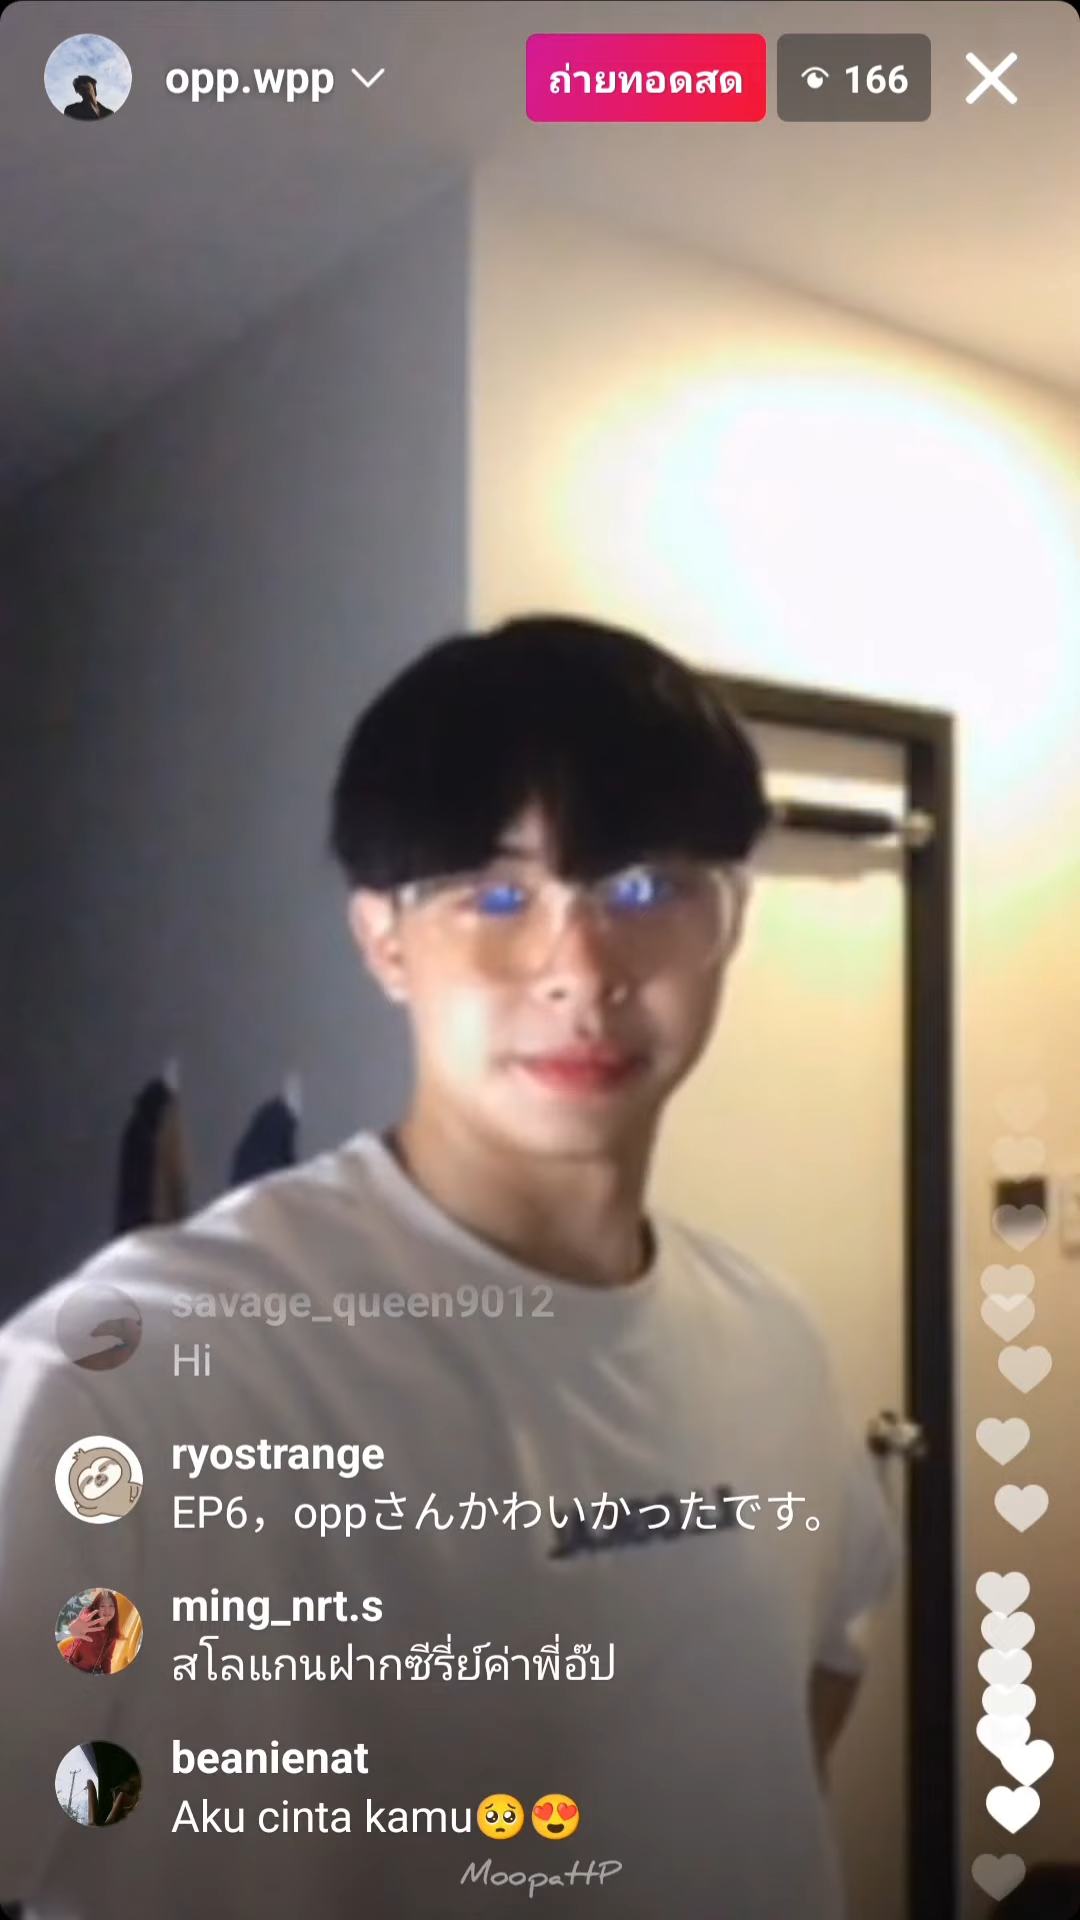 opp.wpp
ถ่ายทอดสด
166
savage_queen9012
Hi
ryostrange
EP6，oppさんかわいかったです。
ming_nrt.s
สโลแกนฝากซีรี่ย์ค่าพี่อ๊ป
beanienat
Aku cinta kamu🥺😍
MoopaHP